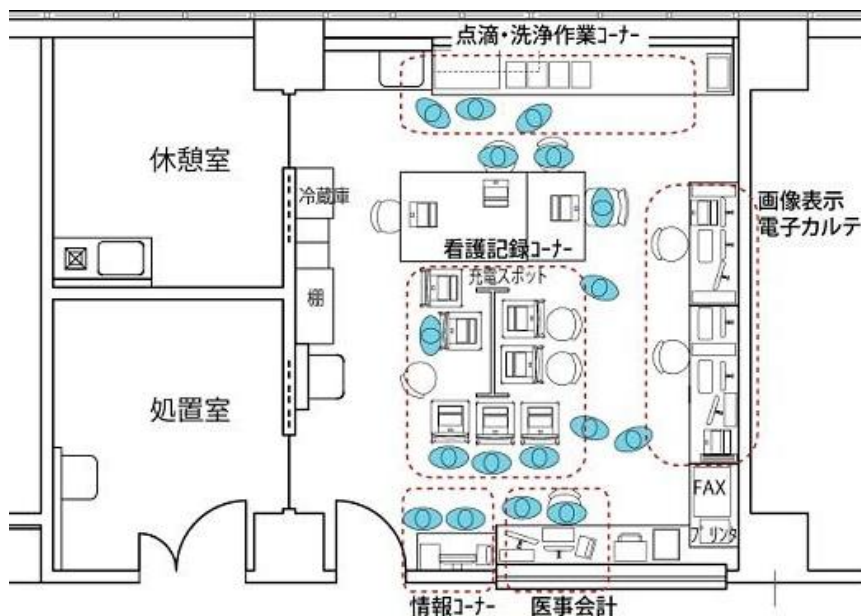 点滴・洗浄作業コーナー
休憩室
冷蔵庫
画像表示
電子カルテ
看護記録コーナー
充電スポット
棚
処置室
FAX
プリンタ
情報コーナー
医事会計